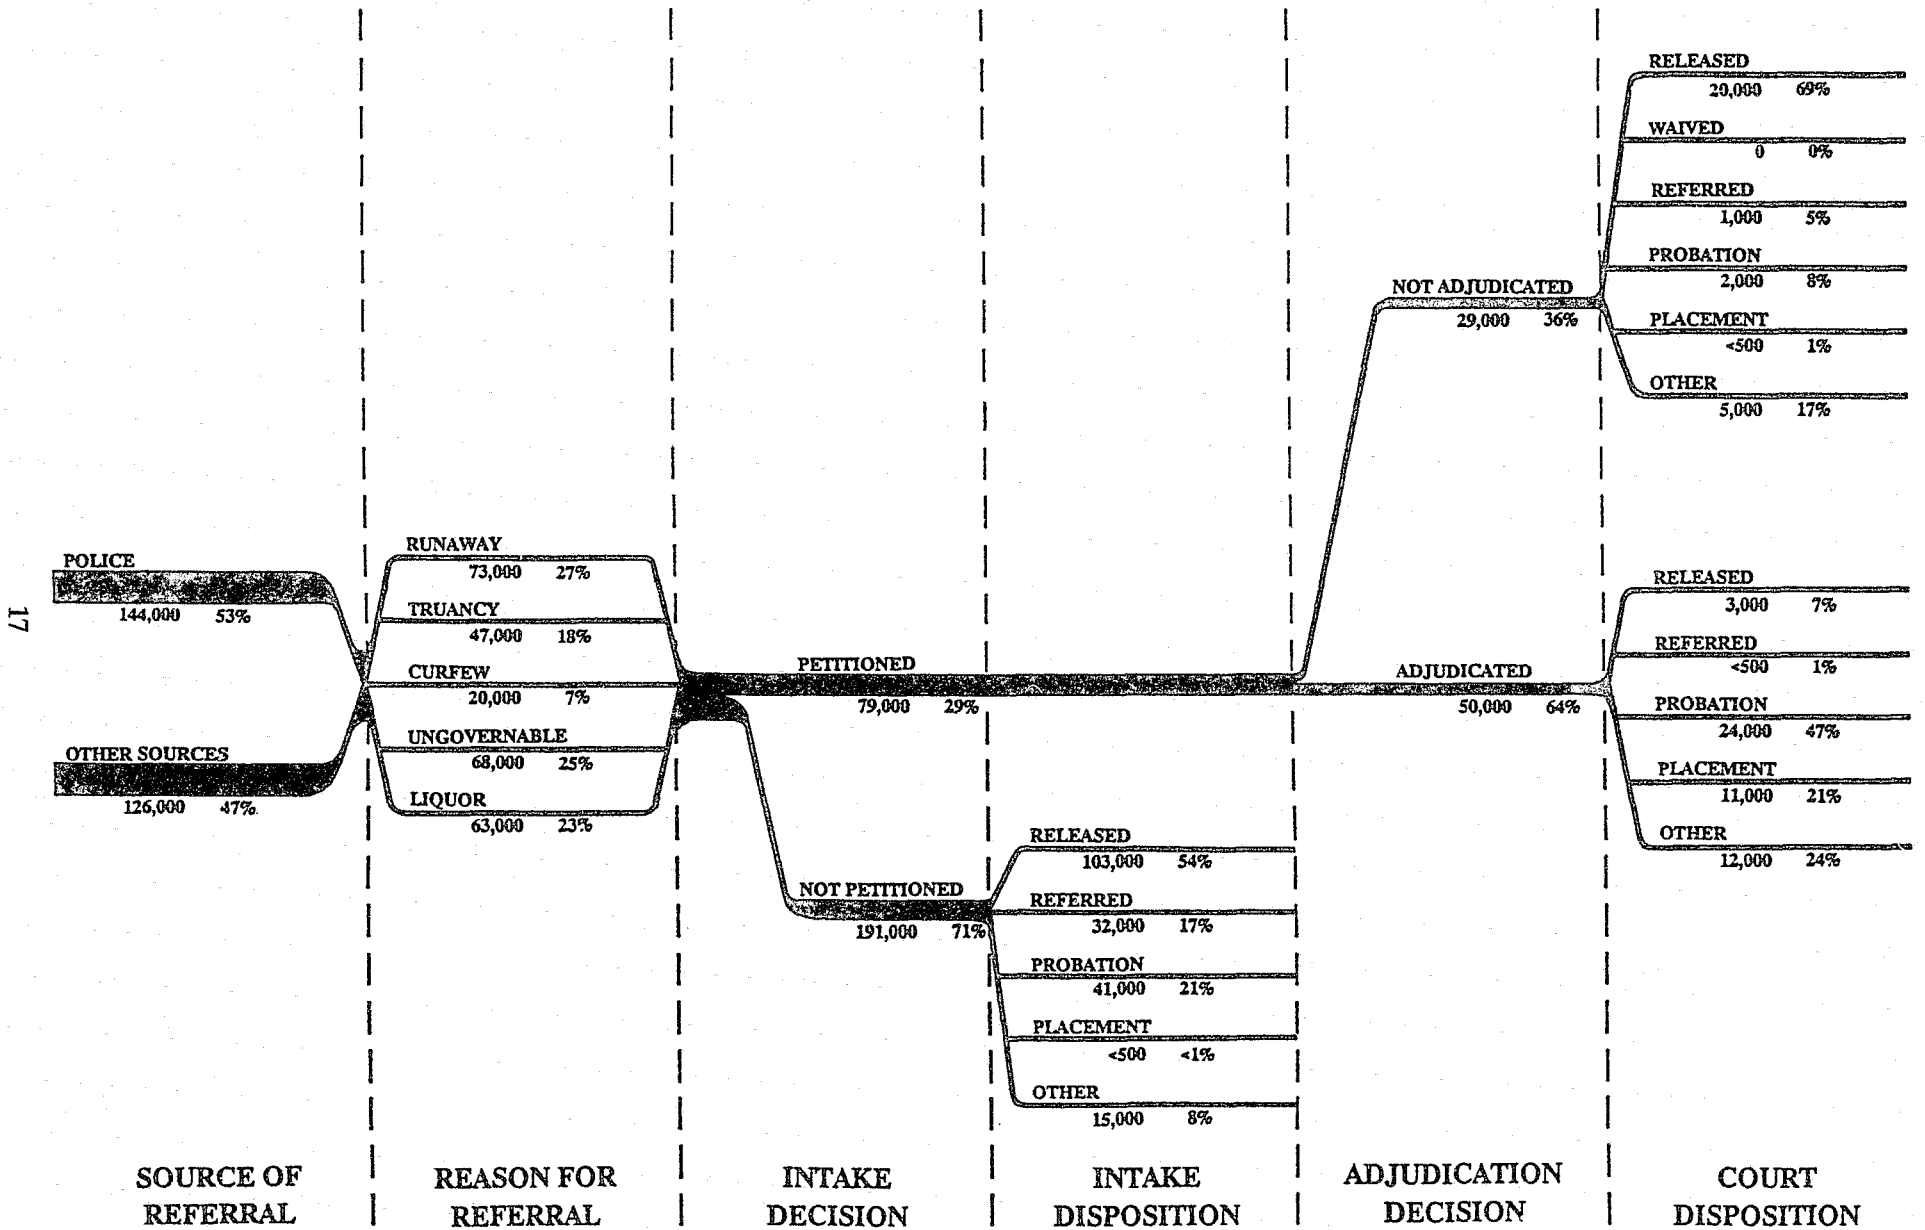 POLICE
144,000 53%
OTHER SOURCES
126,000 47%
RUNAWAY
73,000 27%
TRUANCY
47,000 18%
CURFEW
20,000 7%
UNGOVERNABLE
68,000 25%
LIQUOR
63,000 23%
PETITIONED
79,000 29%
NOT PETITIONED
191,000 71%
RELEASED
103,000 54%
REFERRED
32,000 17%
PROBATION
41,000 21%
PLACEMENT
<500 <1%
OTHER
15,000 8%
NOT ADJUDICATED
29,000 36%
ADJUDICATED
50,000 64%
RELEASED
20,000 69%
WAIVED
0 0%
REFERRED
1,000 5%
PROBATION
2,000 8%
PLACEMENT
<500 1%
OTHER
5,000 17%
RELEASED
3,000 7%
REFERRED
<500 1%
PROBATION
24,000 47%
PLACEMENT
11,000 21%
OTHER
12,000 24%
SOURCE OF
REFERRAL
REASON FOR
REFERRAL
INTAKE
DECISION
INTAKE
DISPOSITION
ADJUDICATION
DECISION
COURT
DISPOSITION
17